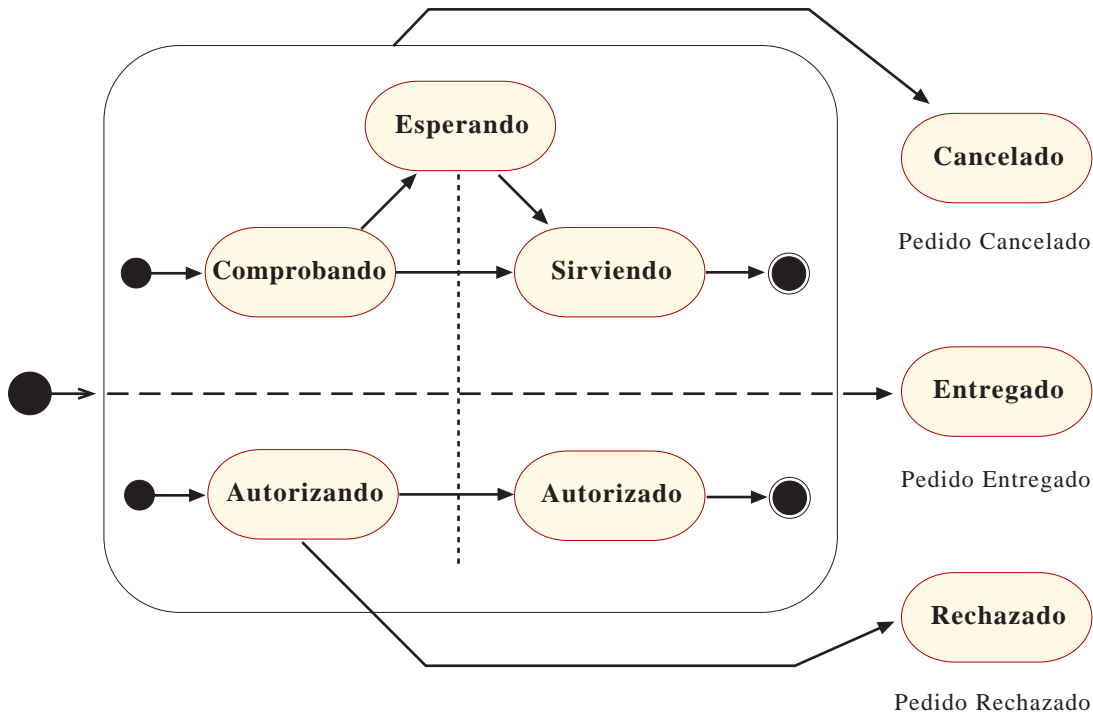 Esperando
Cancelado
Pedido Cancelado
Comprobando
Sirviendo
Entregado
Pedido Entregado
Autorizando
Autorizado
Rechazado
Pedido Rechazado